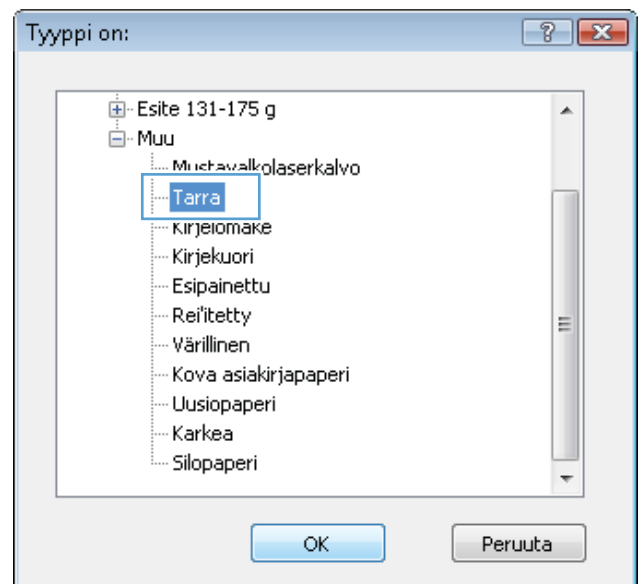 Tyyppi on:
Esite 131-175 g
Muu
Mustavalkolaserkalvo
Tarra
Kirjelomake
Kirjekuori
Esipainettu
Rei'itetty
Värillinen
Kova asiakirjapaperi
Uusiopaperi
Karkea
Silopaperi
OK Peruuta